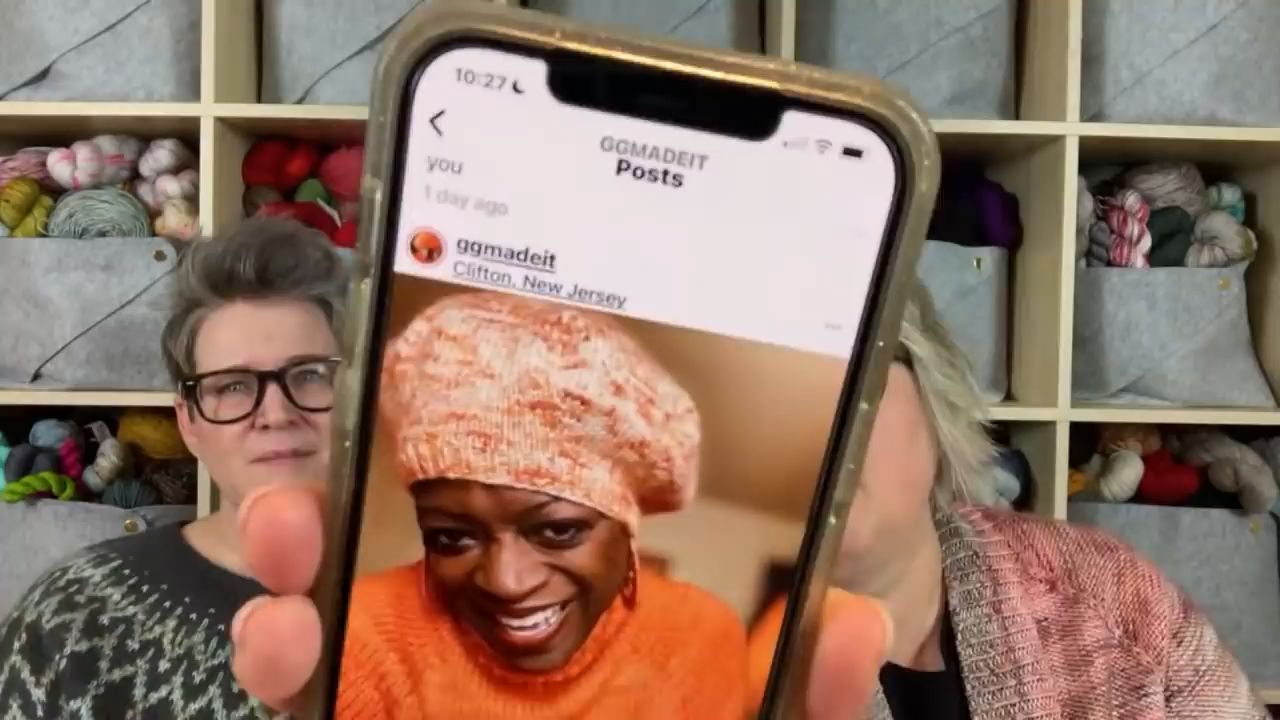 10:27
GGMADEIT
Posts
you
1 day ago
ggmadeit
Clifton, New Jersey